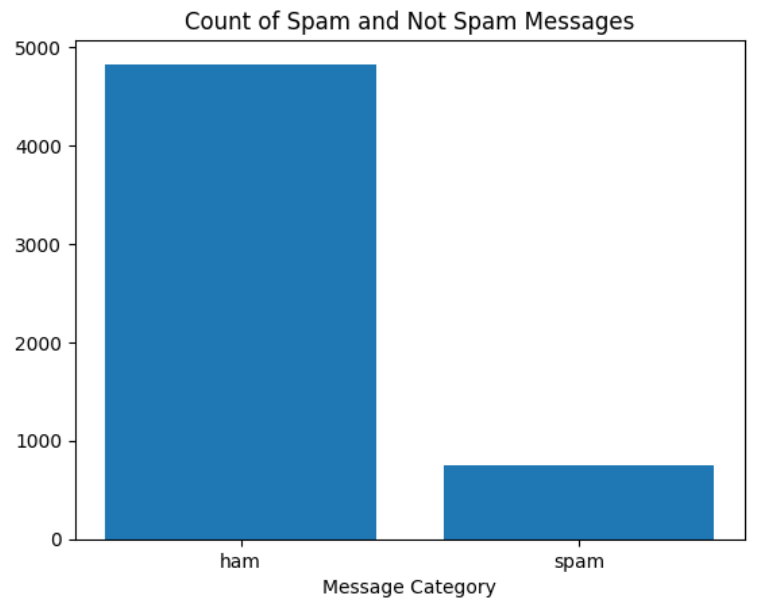 Count of Spam and Not Spam Messages
5000
4000
3000
2000
1000
0
ham spam
Message Category